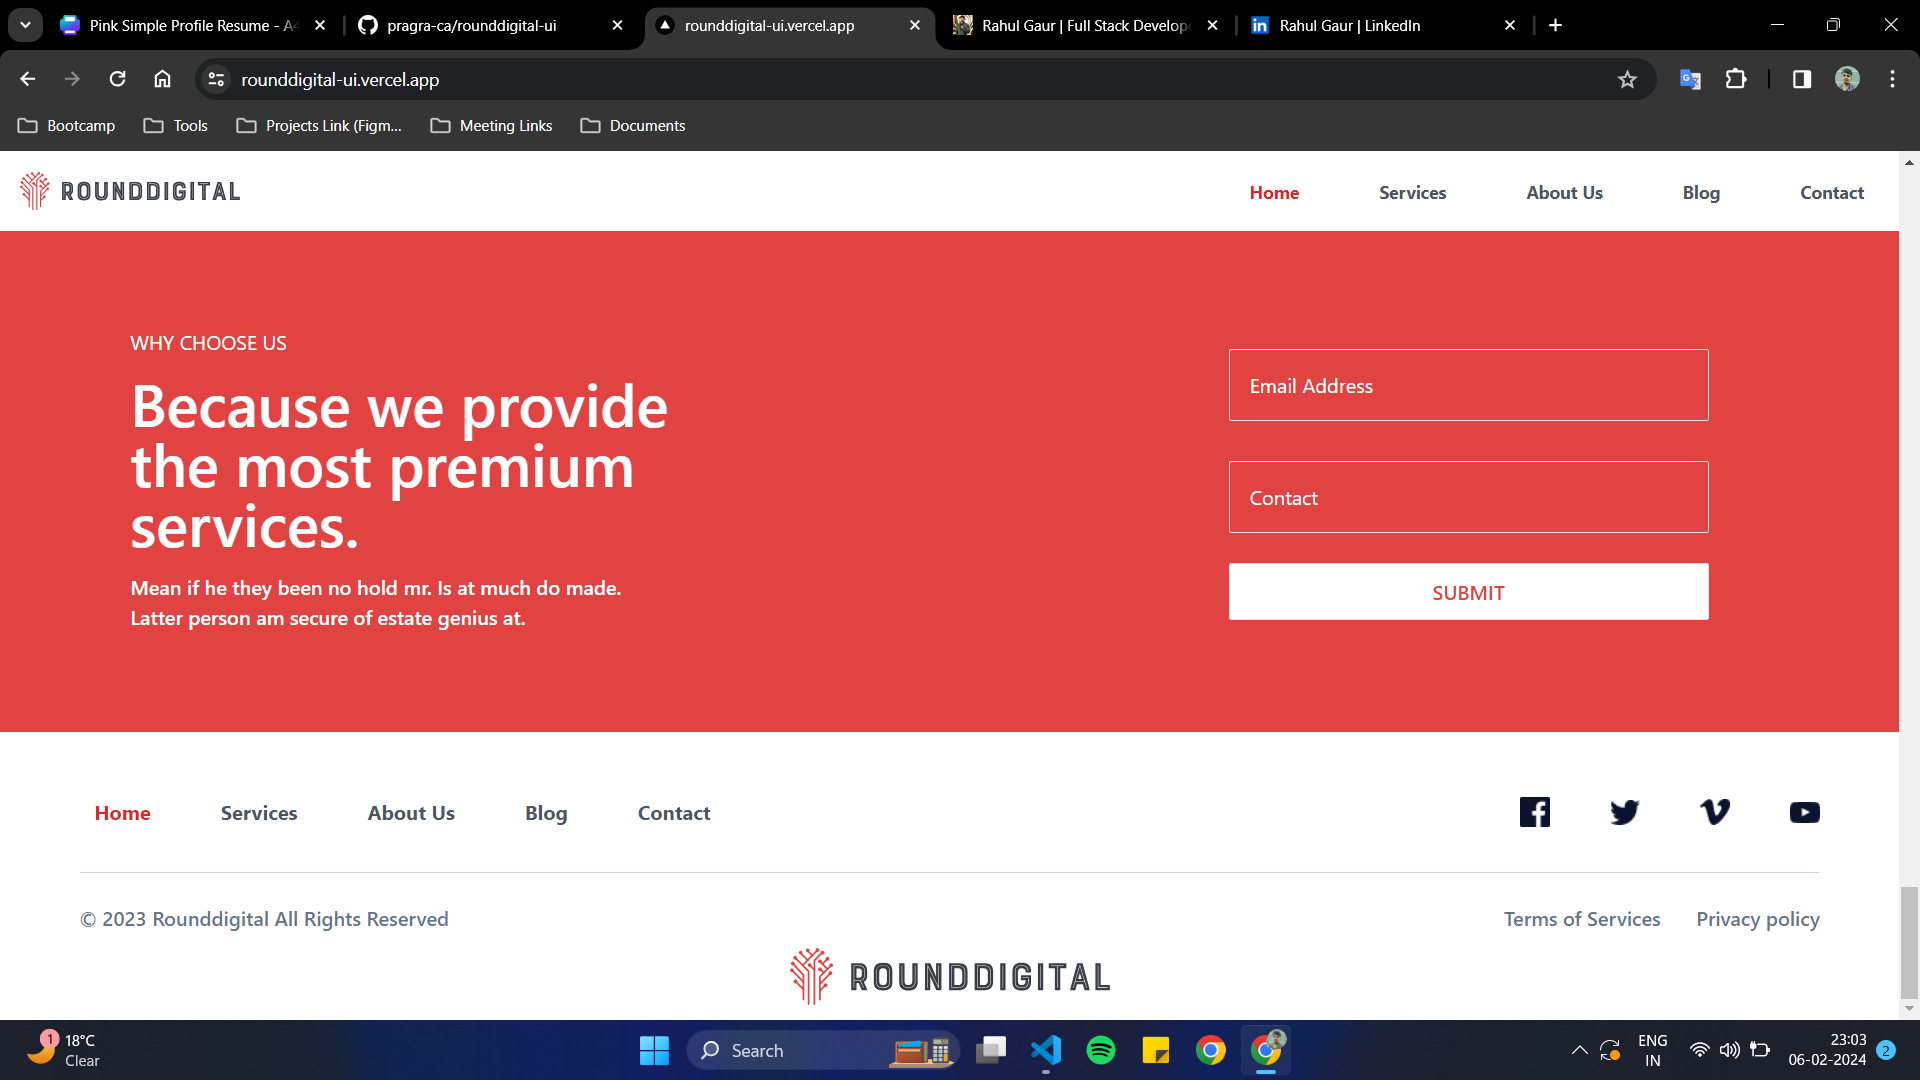 Pink Simple Profile Resume - A4
pragra-ca/rounddigital-ui
rounddigital-ui.vercel.app
Rahul Gaur | Full Stack Develope
Rahul Gaur | LinkedIn
rounddigital-ui.vercel.app
Bootcamp
Tools
Projects Link (Figm...
Meeting Links
Documents
ROUNDDIGITAL
Home
Services
About Us
Blog
Contact
WHY CHOOSE US
Because we provide
the most premium
services.
Mean if he they been no hold mr. Is at much do made.
Latter person am secure of estate genius at.
Email Address
Contact
SUBMIT
Home
Services
About Us
Blog
Contact
© 2023 Rounddigital All Rights Reserved
Terms of Services
Privacy policy
ROUNDDIGITAL
1
18°C
Clear
Search
ENG
IN
23:03
06-02-2024
2